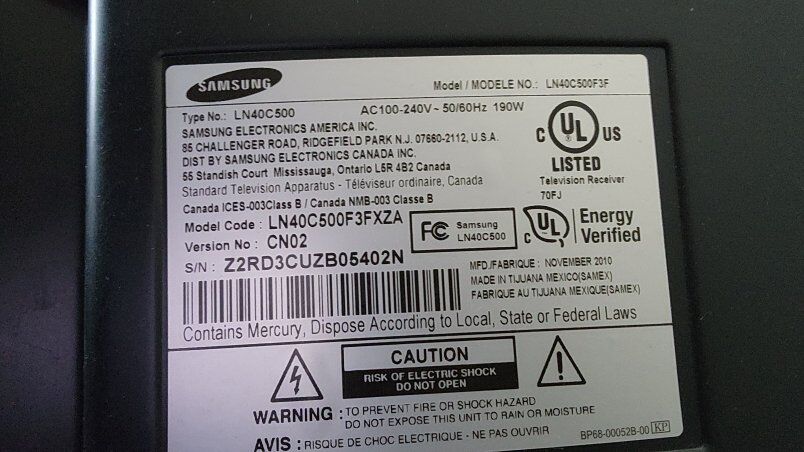 SAMSUNG
Model / MODELE NO.: LN40C500F3F
Type No.: LN40C500 AC100-240V~ 50/60Hz 190W
SAMSUNG ELECTRONICS AMERICA INC.
85 CHALLENGER ROAD, RIDGEFIELD PARK N.J. 07660-2112, U.S.A.
DIST BY SAMSUNG ELECTRONICS CANADA INC.
55 Standish Court Mississauga, Ontario L5R 4B2 Canada
Standard Television Apparatus - Téléviseur ordinaire, Canada
Canada ICES-003Class B / Canada NMB-003 Classe B
C UL US
LISTED
Television Receiver
70FJ
Model Code : LN40C500F3FXZA
Version No : CN02
S/N : Z2RD3CUZB05402N
FC Samsung
LN40C500
C UL Energy
Verified
MFD./FABRIQUE : NOVEMBER 2010
MADE IN TIJUANA MEXICO(SAMEX)
FABRIQUE AU TIJUANA MEXIQUE(SAMEX)
Contains Mercury, Dispose According to Local, State or Federal Laws
CAUTION
RISK OF ELECTRIC SHOCK
DO NOT OPEN
WARNING : TO PREVENT FIRE OR SHOCK HAZARD
DO NOT EXPOSE THIS UNIT TO RAIN OR MOISTURE
AVIS : RISQUE DE CHOC ELECTRIQUE - NE PAS OUVRIR
BP68-00052B-00 KP